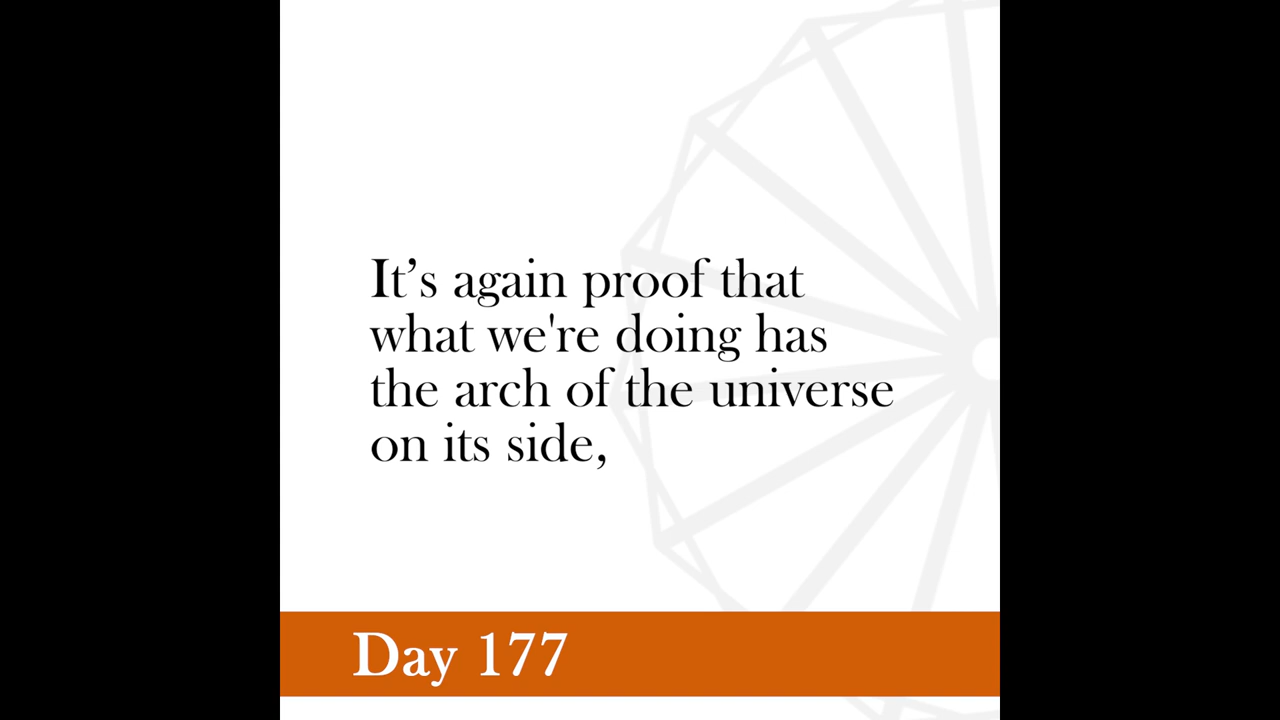 It’s again proof that
what we're doing has
the arch of the universe
on its side,
Day 177